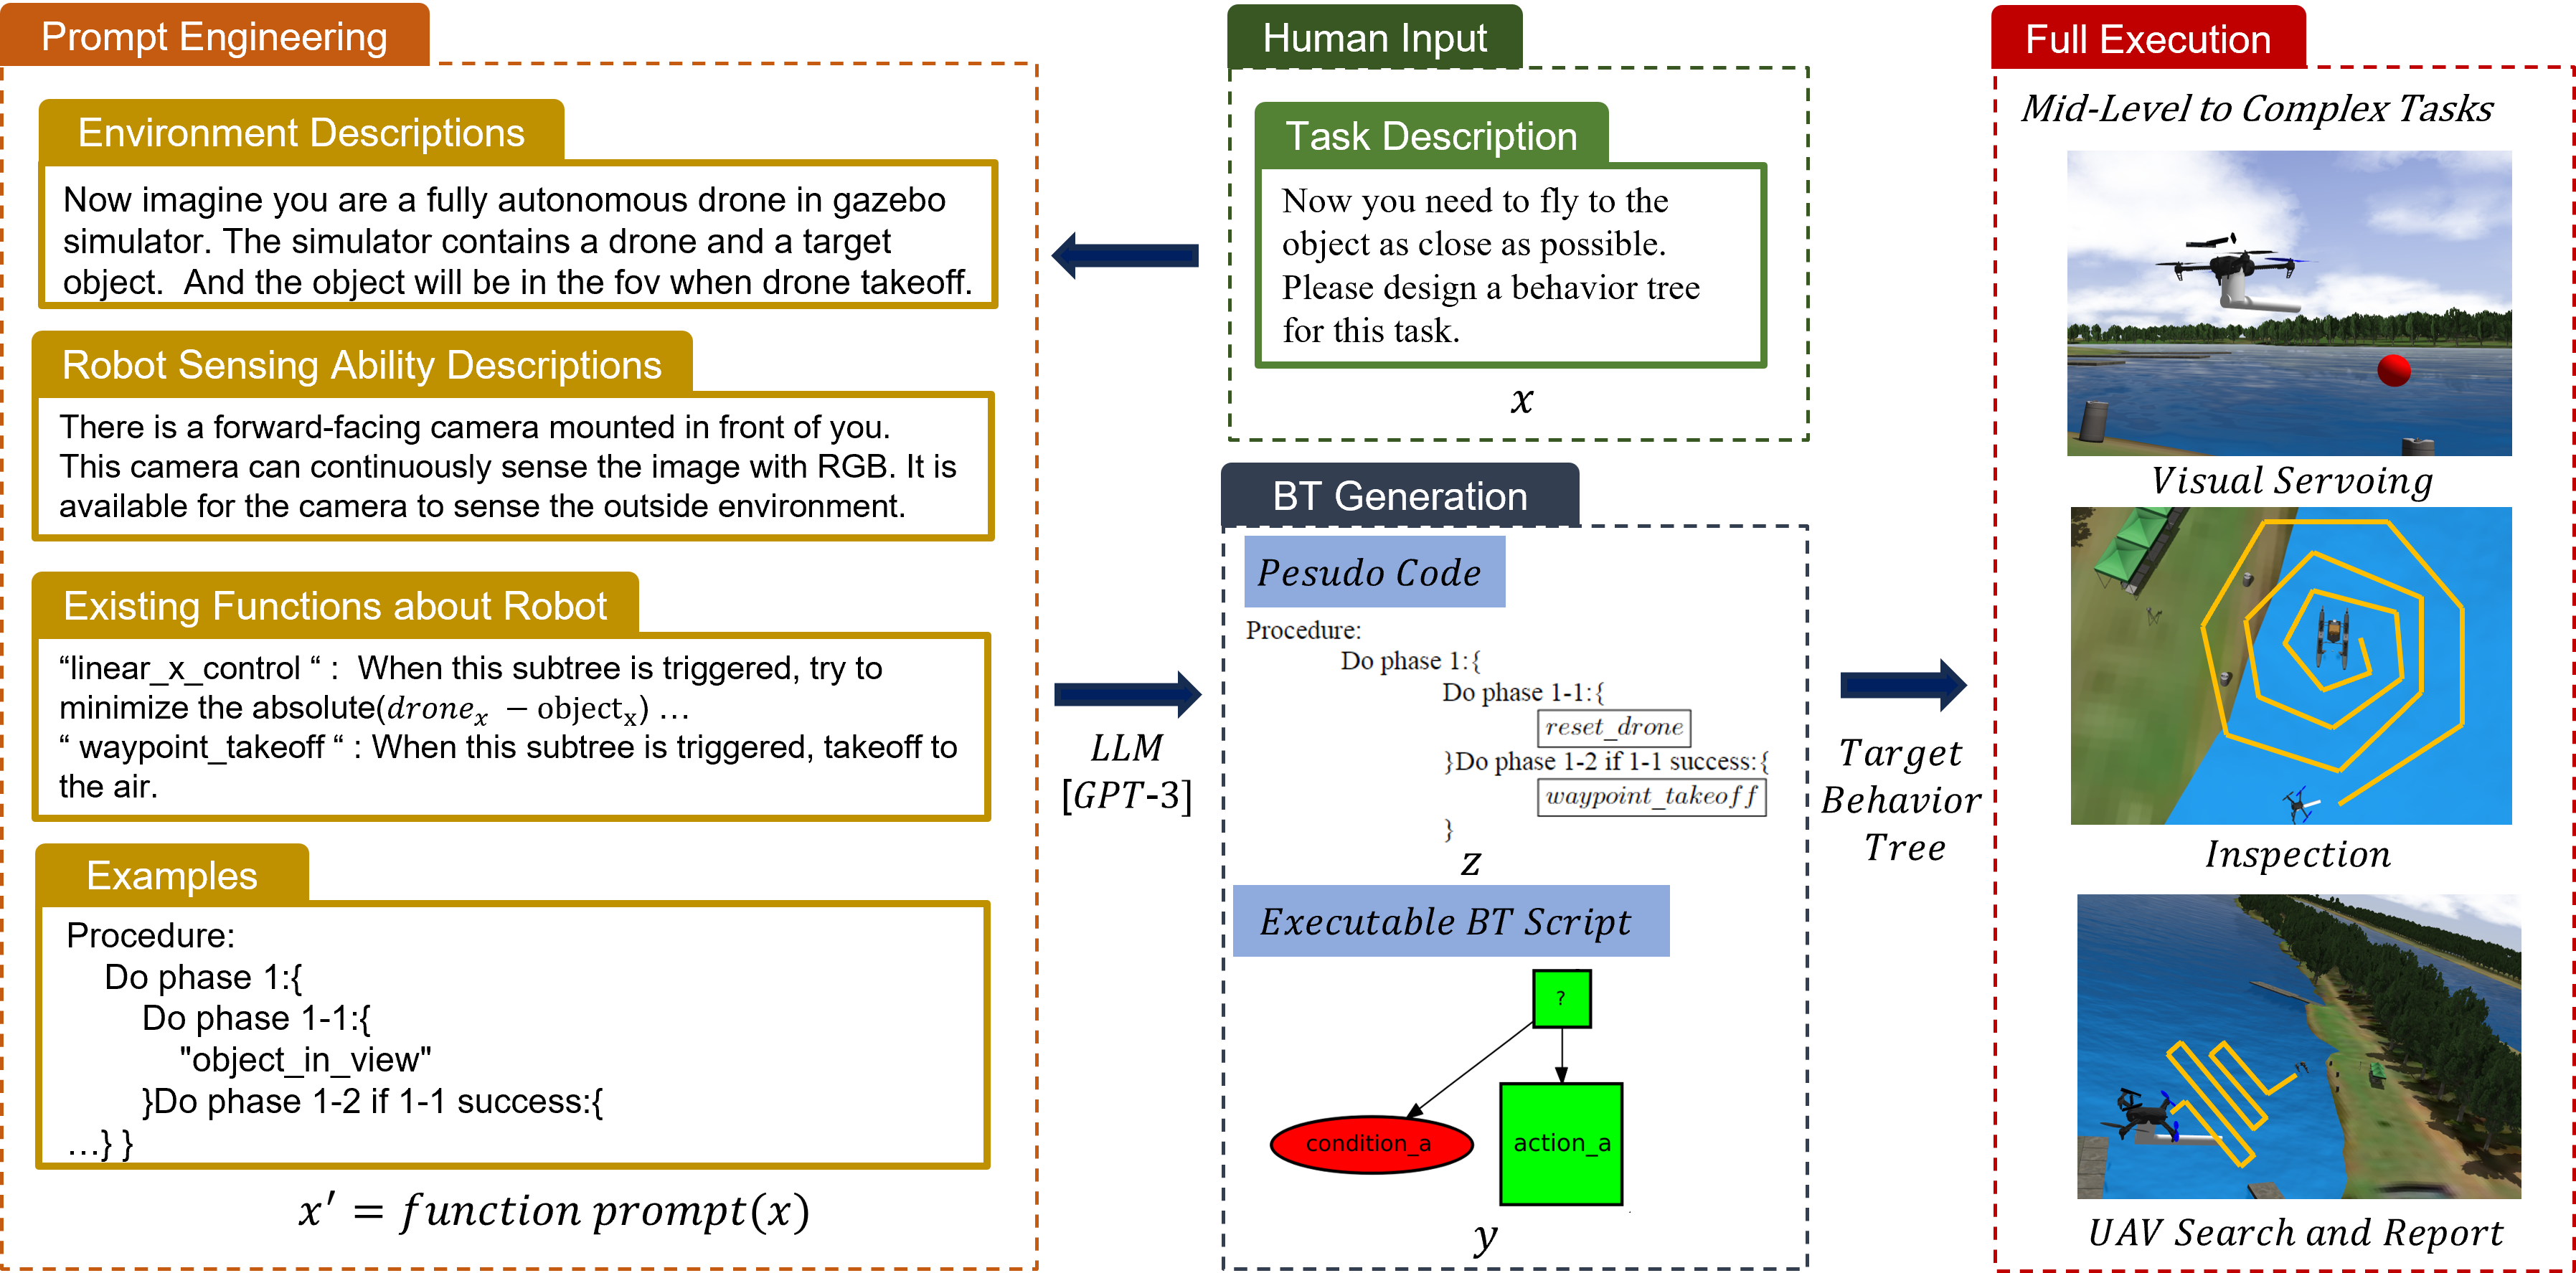 Prompt Engineering
Environment Descriptions
Now imagine you are a fully autonomous drone in gazebo
simulator. The simulator contains a drone and a target
object.  And the object will be in the fov when drone takeoff.
Robot Sensing Ability Descriptions
There is a forward-facing camera mounted in front of you.
This camera can continuously sense the image with RGB. It is
available for the camera to sense the outside environment.
Existing Functions about Robot
“linear_x_control “ :  When this subtree is triggered, try to
minimize the absolute(drone_x − object_x) …
“ waypoint_takeoff “ : When this subtree is triggered, takeoff to
the air.
Examples
Procedure:
Do phase 1:{
Do phase 1-1:{
"object_in_view"
}Do phase 1-2 if 1-1 success:{
…} }
x′ = function prompt(x)
Human Input
Task Description
Now you need to fly to the
object as close as possible.
Please design a behavior tree
for this task.
x
LLM
[GPT-3]
BT Generation
Pesudo Code
Procedure:
Do phase 1:{
Do phase 1-1:{
reset_drone
}Do phase 1-2 if 1-1 success:{
waypoint_takeoff
}
z
Executable BT Script
?
condition_a
action_a
y
Target
Behavior
Tree
Full Execution
Mid-Level to Complex Tasks
Visual Servoing
Inspection
UAV Search and Report